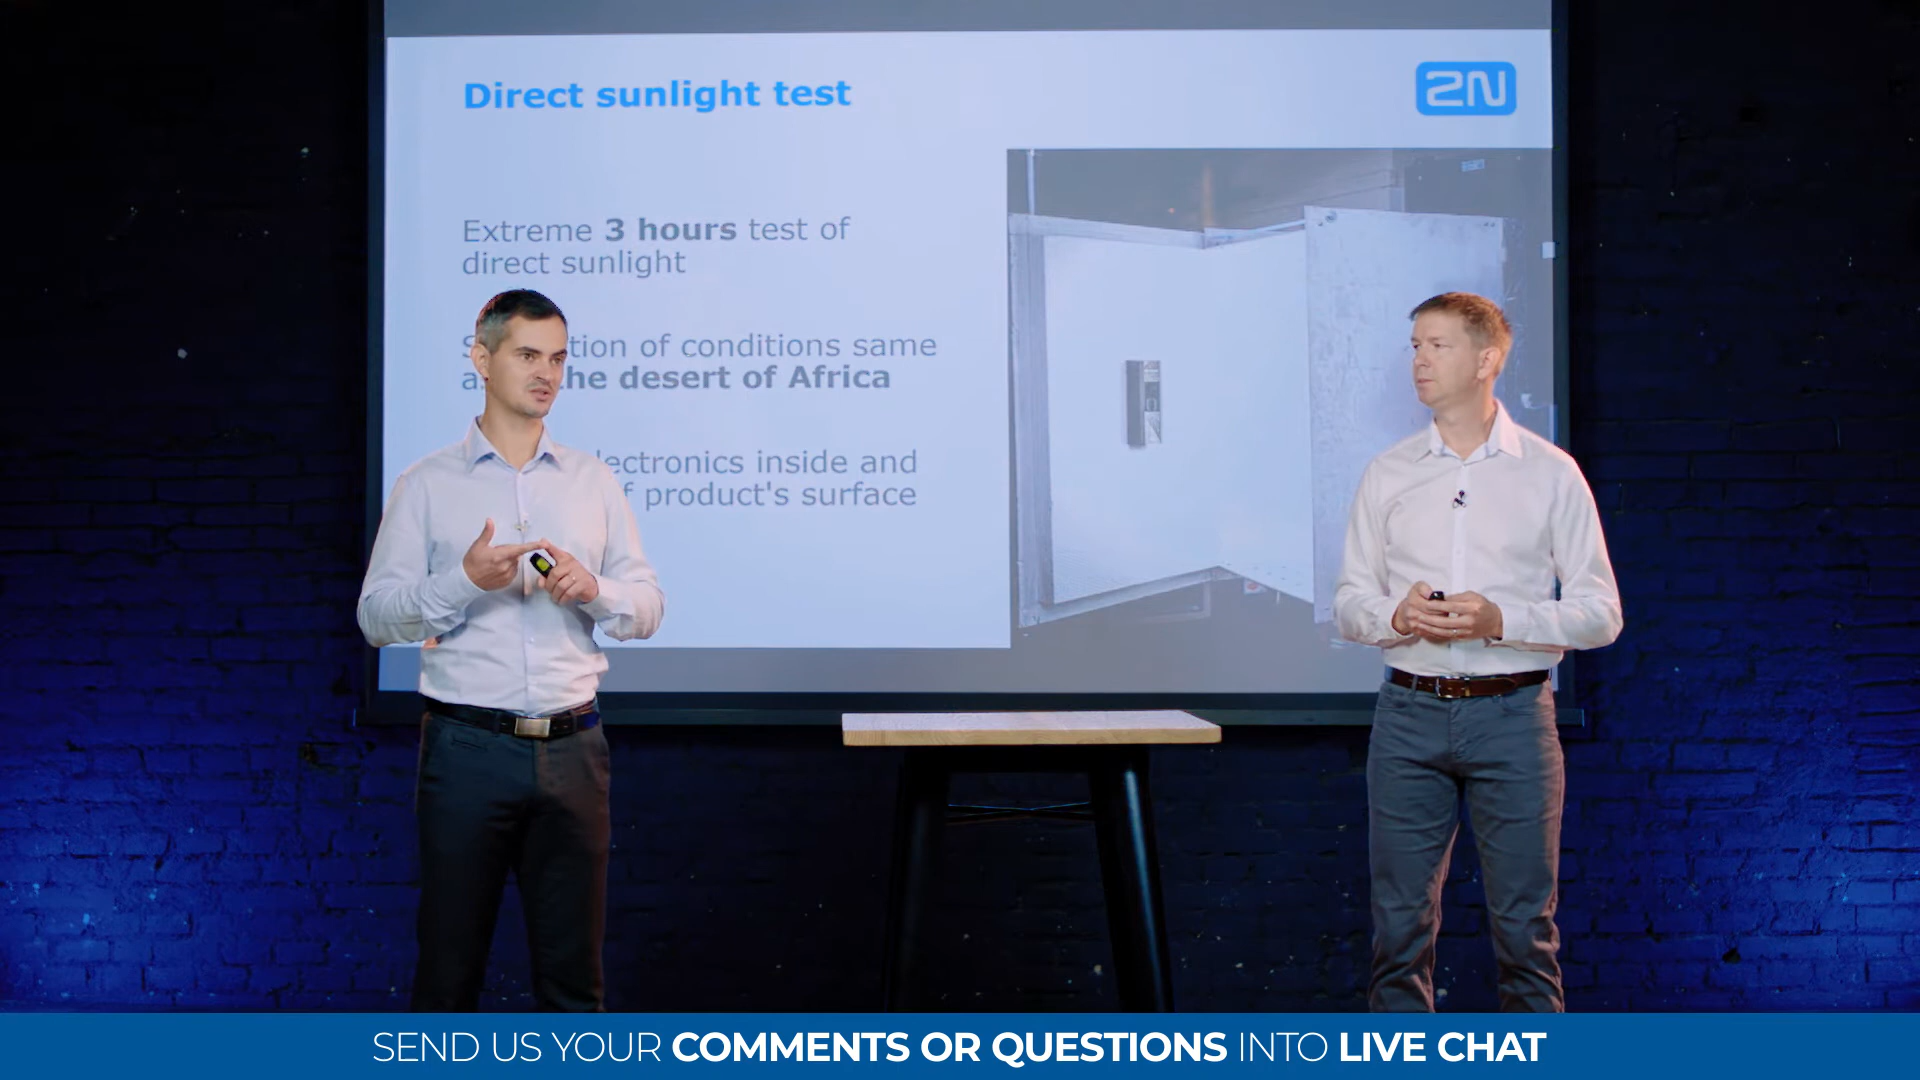 Direct sunlight test
2N
Extreme 3 hours test of
direct sunlight
tion of conditions same
the desert of Africa
lectronics inside and
product's surface
SEND US YOUR COMMENTS OR QUESTIONS INTO LIVE CHAT